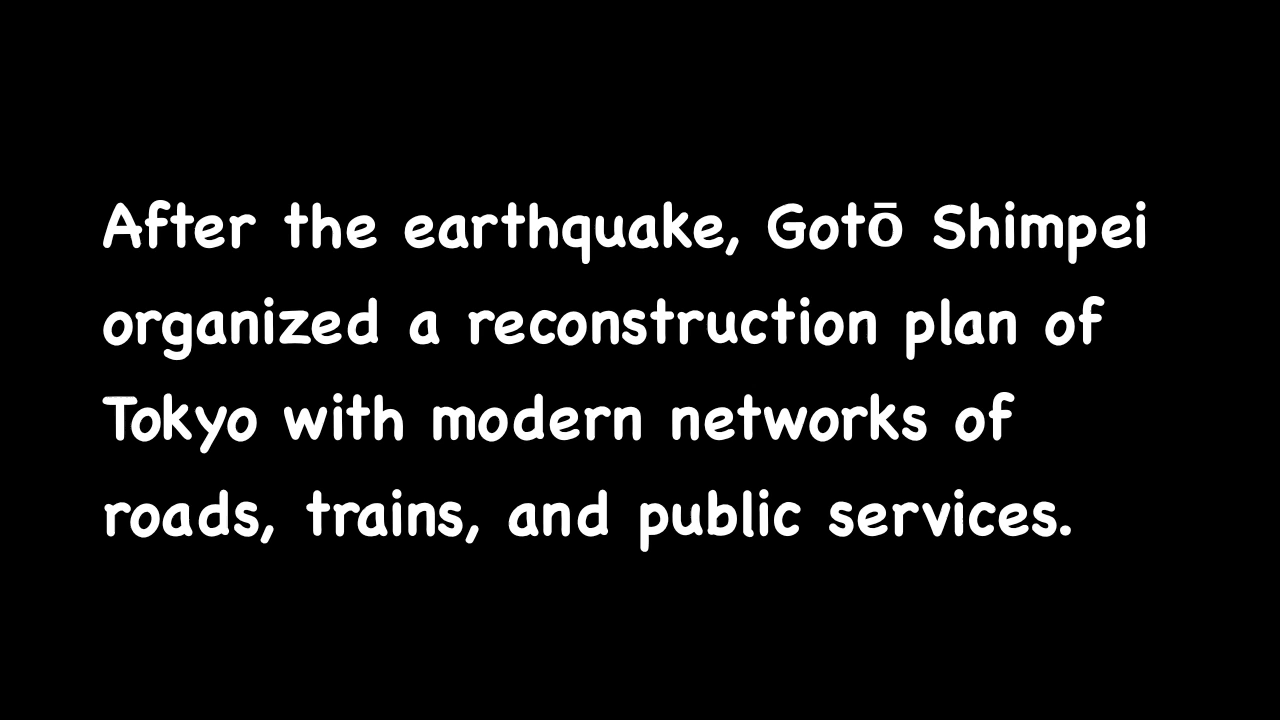 After the earthquake, Gotō Shimpei
organized a reconstruction plan of
Tokyo with modern networks of
roads, trains, and public services.